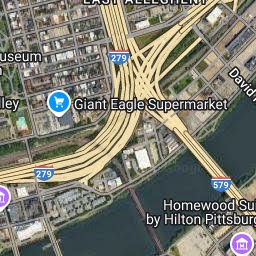 EAST ALLEGHENY
useum
279
David M
lley
Giant Eagle Supermarket
279
579
Homewood Su
by Hilton Pittsburg